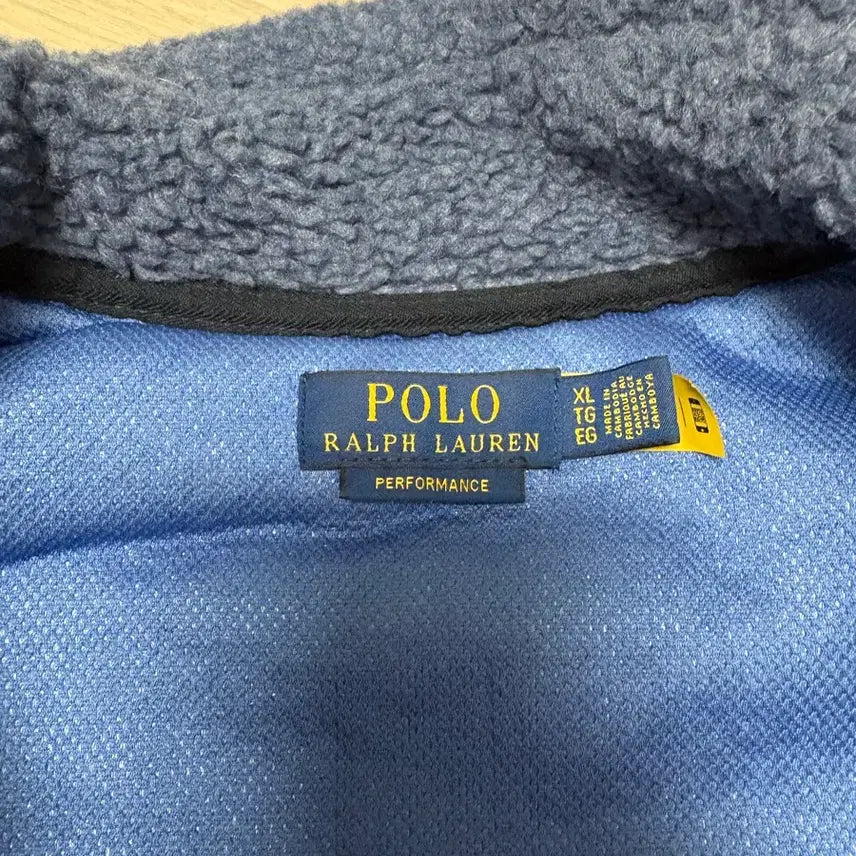 POLO
RALPH LAUREN
PERFORMANCE
XL
TG
EG
MADE IN
CAMBODIA
FABRIQUÉ AU
CAMBODGE
HECHO EN
CAMBOYA